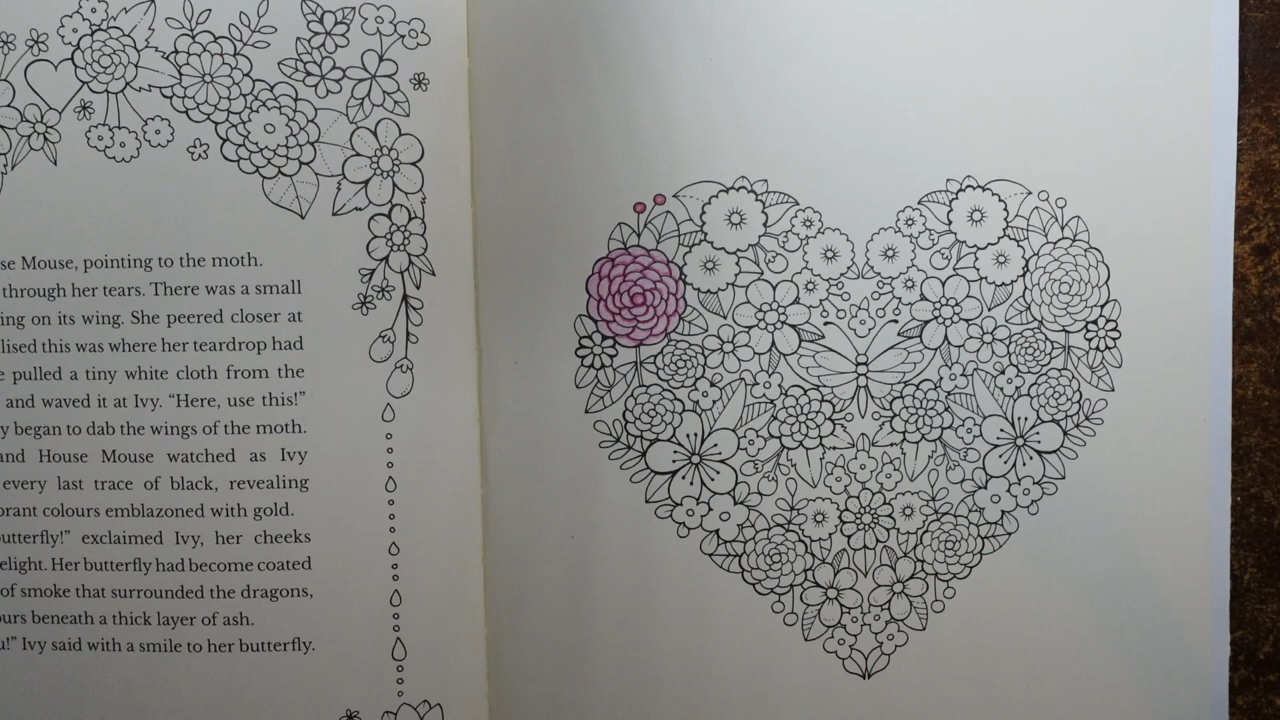 se Mouse, pointing to the moth.
through her tears. There was a small
ing on its wing. She peered closer at
lised this was where her teardrop had
e pulled a tiny white cloth from the
and waved it at Ivy. “Here, use this!”
y began to dab the wings of the moth.
and House Mouse watched as Ivy
every last trace of black, revealing
orant colours emblazoned with gold.
outterfly!” exclaimed Ivy, her cheeks
elight. Her butterfly had become coated
of smoke that surrounded the dragons,
ours beneath a thick layer of ash.
u!” Ivy said with a smile to her butterfly.